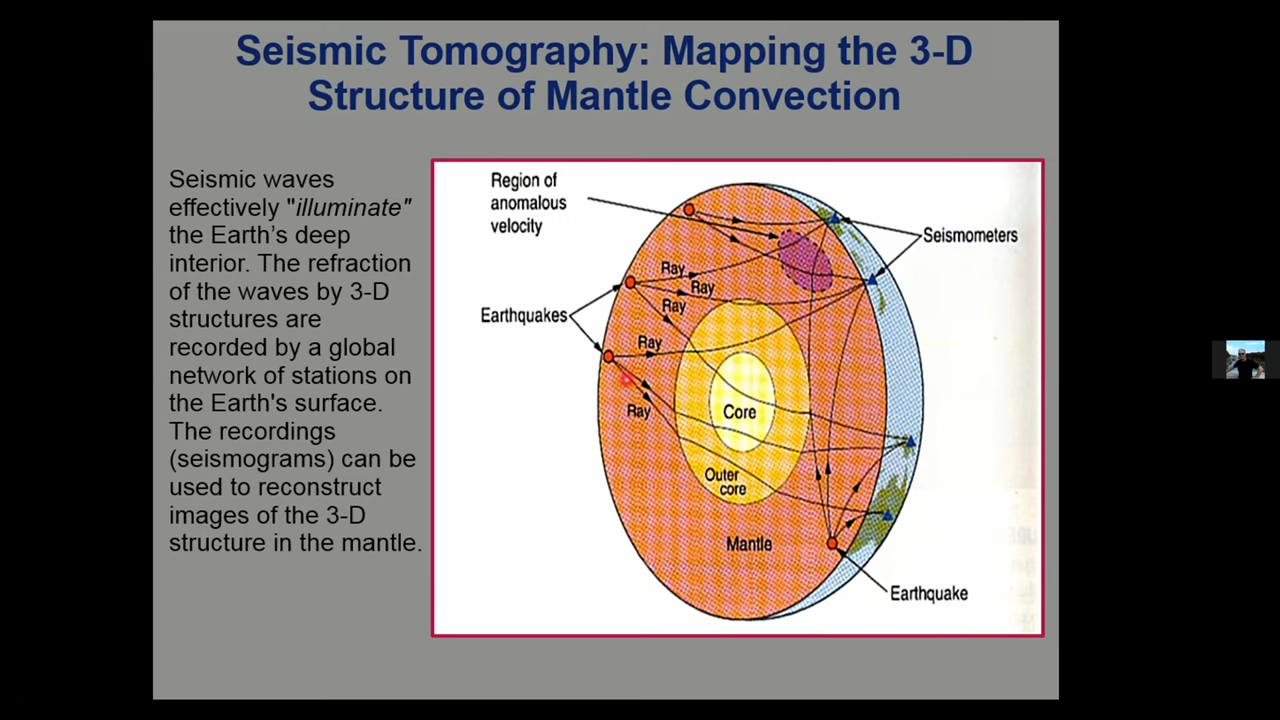 Seismic Tomography: Mapping the 3-D
Structure of Mantle Convection
Seismic waves
effectively "illuminate"
the Earth’s deep
interior. The refraction
of the waves by 3-D
structures are
recorded by a global
network of stations on
the Earth's surface.
The recordings
(seismograms) can be
used to reconstruct
images of the 3-D
structure in the mantle.
Region of
anomalous
velocity
Seismometers
Ray
Ray
Ray
Earthquakes
Ray
Ray
Core
Outer
core
Mantle
Earthquake